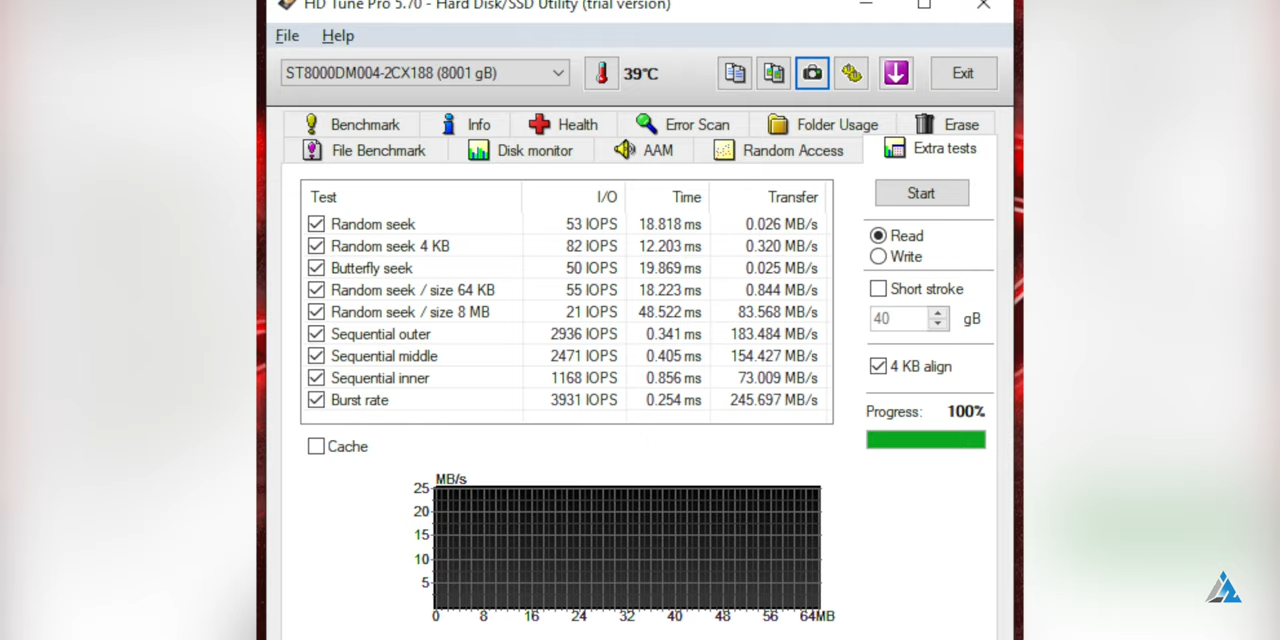 HD Tune Pro 5.70 - Hard Disk/SSD Utility (trial version)
File Help
ST8000DM004-2CX188 (8001 gB) 39°C Exit
Benchmark Info Health Error Scan Folder Usage Erase
File Benchmark Disk monitor AAM Random Access Extra tests
Test I/O Time Transfer
Random seek 53 IOPS 18.818 ms 0.026 MB/s
Random seek 4 KB 82 IOPS 12.203 ms 0.320 MB/s
Butterfly seek 50 IOPS 19.869 ms 0.025 MB/s
Random seek / size 64 KB 55 IOPS 18.223 ms 0.844 MB/s
Random seek / size 8 MB 21 IOPS 48.522 ms 83.568 MB/s
Sequential outer 2936 IOPS 0.341 ms 183.484 MB/s
Sequential middle 2471 IOPS 0.405 ms 154.427 MB/s
Sequential inner 1168 IOPS 0.856 ms 73.009 MB/s
Burst rate 3931 IOPS 0.254 ms 245.697 MB/s
Cache
Start
Read
Write
Short stroke
40 gB
4 KB align
Progress: 100%
MB/s
25
20
15
10
5
0 8 16 24 32 40 48 56 64MB